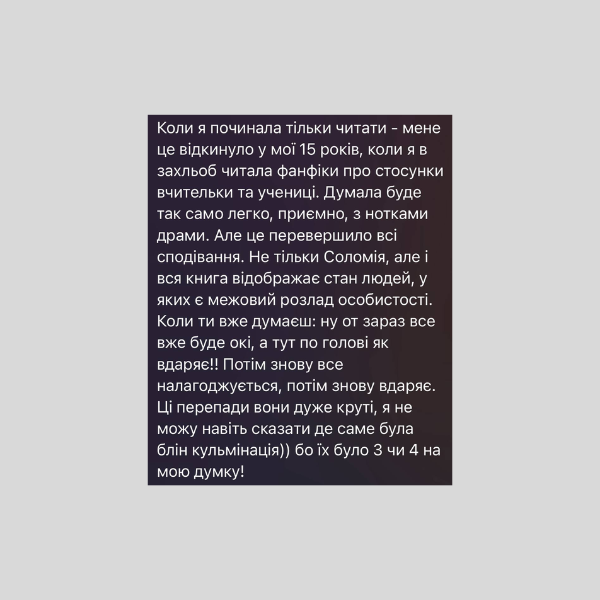 Коли я починала тільки читати - мене
це відкинуло у мої 15 років, коли я в
захльоб читала фанфіки про стосунки
вчительки та учениці. Думала буде
так само легко, приємно, з нотками
драми. Але це перевершило всі
сподівання. Не тільки Соломія, але і
вся книга відображає стан людей, у
яких є межовий розлад особистості.
Коли ти вже думаєш: ну от зараз все
вже буде окі, а тут по голові як
вдаряє!! Потім знову все
налагоджується, потім знову вдаряє.
Ці перепади вони дуже круті, я не
можу навіть сказати де саме була
блін кульмінація)) бо їх було 3 чи 4 на
мою думку!